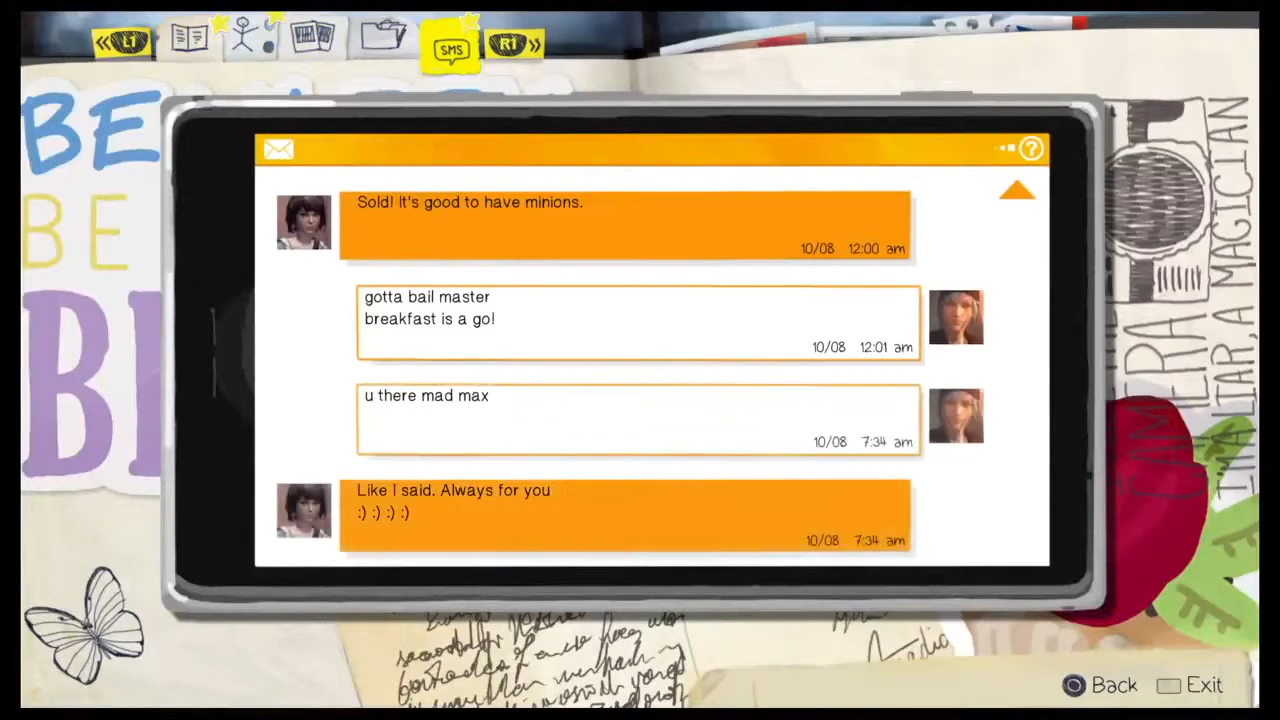 L1
SMS
R1
BE
BE
Sold! It's good to have minions.
10/08 12:00 am
gotta bail master
breakfast is a go!
10/08 12:01 am
u there mad max
10/08 7:34 am
Like I said. Always for you
:) :) :) :)
10/08 7:34 am
I'M A LIAR, A MAGICIAN
CAMERA
Back
Exit